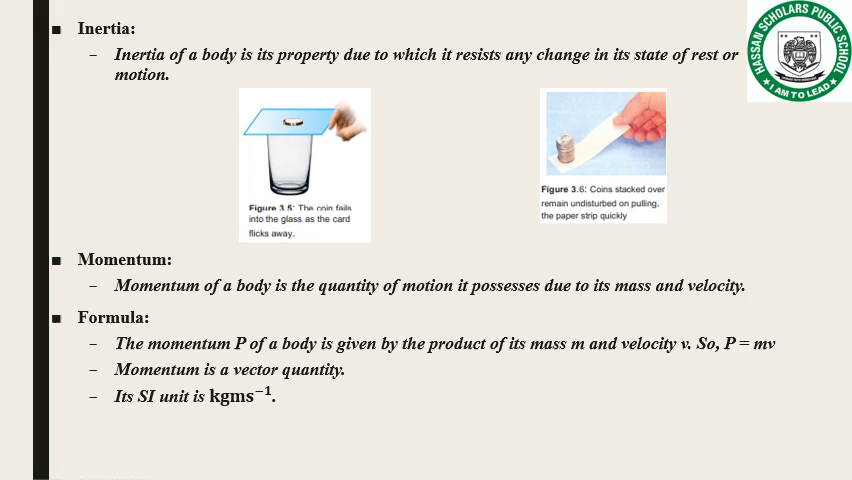 Inertia:
– Inertia of a body is its property due to which it resists any change in its state of rest or
motion.
HASSAN SCHOLARS PUBLIC SCHOOL
I AM TO LEAD
Figure 3.5: The coin falls
into the glass as the card
flicks away.
Figure 3.6: Coins stacked over
remain undisturbed on pulling.
the paper strip quickly
Momentum:
– Momentum of a body is the quantity of motion it possesses due to its mass and velocity.
Formula:
– The momentum P of a body is given by the product of its mass m and velocity v. So, P = mv
– Momentum is a vector quantity.
– Its SI unit is kgms⁻¹.